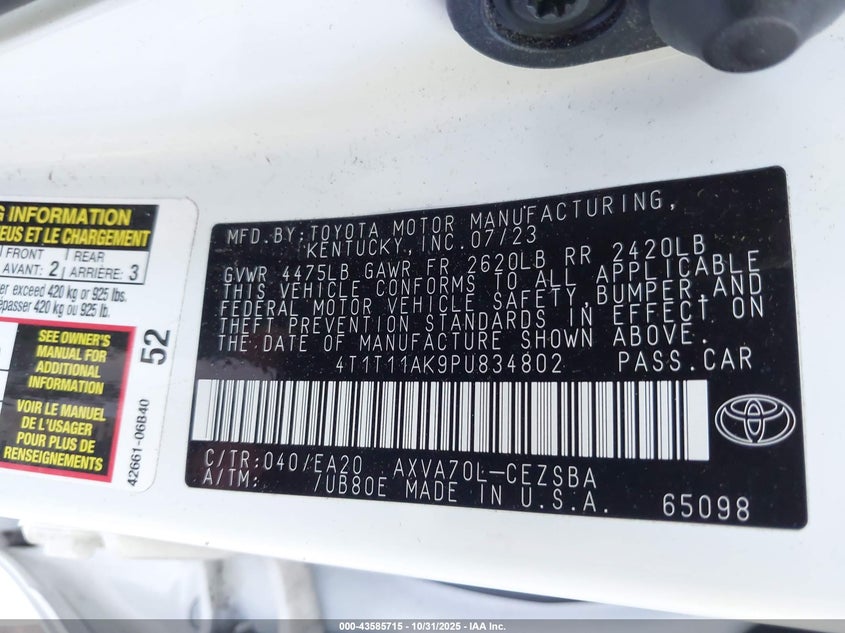 G INFORMATION
NEUS ET LE CHARGEMENT
FRONT
AVANT: 2
REAR
ARRIÈRE: 3
er exceed 420 kg or 925 lbs.
épasser 420 kg ou 925 lb.
SEE OWNER'S
MANUAL FOR
ADDITIONAL
INFORMATION
VOIR LE MANUEL
DE L'USAGER
POUR PLUS DE
RENSEIGNEMENTS
52
42661-06B40
MFD.BY:TOYOTA MOTOR MANUFACTURING,
KENTUCKY, INC.07/23
GVWR 4475LB GAWR FR 2620LB RR 2420LB
THIS VEHICLE CONFORMS TO ALL APPLICABLE
FEDERAL MOTOR VEHICLE SAFETY,BUMPER,AND
THEFT PREVENTION STANDARDS IN EFFECT ON
THE DATE OF MANUFACTURE SHOWN ABOVE.
4T1T11AK9PU834802 PASS.CAR
C/TR:040/EA20 AXVA70L-CEZSBA
A/TM: /UB80E MADE IN U.S.A.
65098
000-43585715 - 10/31/2025 - IAA Inc.